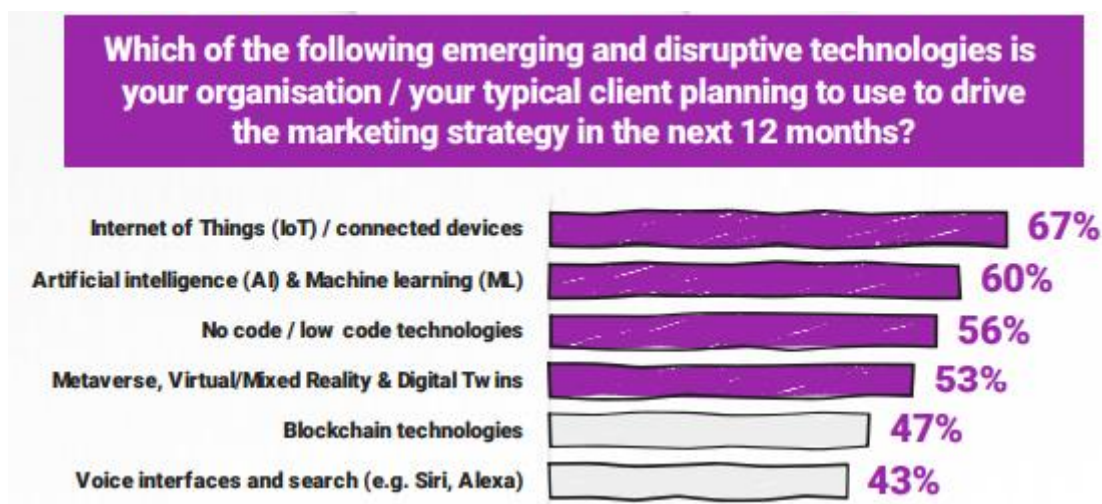 Which of the following emerging and disruptive technologies is
your organisation / your typical client planning to use to drive
the marketing strategy in the next 12 months?
Internet of Things (IoT) / connected devices 67%
Artificial intelligence (AI) & Machine learning (ML) 60%
No code / low code technologies 56%
Metaverse, Virtual/Mixed Reality & Digital Twins 53%
Blockchain technologies 47%
Voice interfaces and search (e.g. Siri, Alexa) 43%